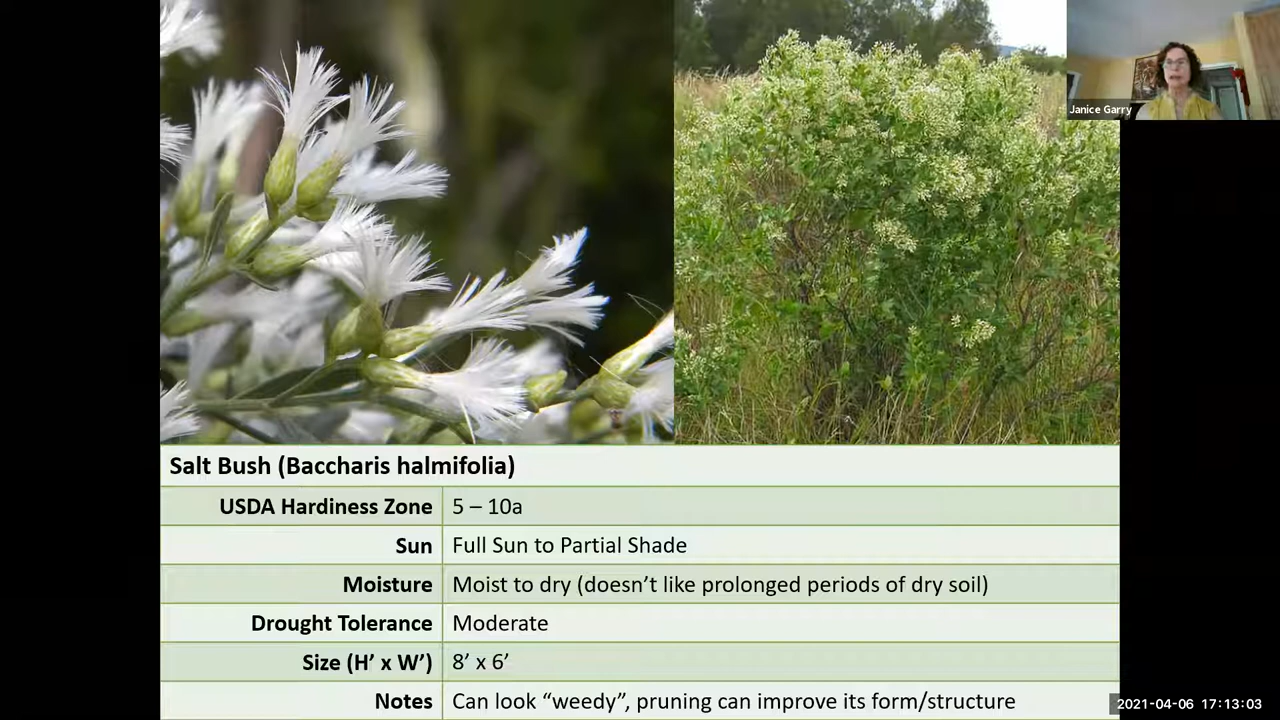 Janice Garry
Salt Bush (Baccharis halmifolia)
USDA Hardiness Zone 5 – 10a
Sun Full Sun to Partial Shade
Moisture Moist to dry (doesn’t like prolonged periods of dry soil)
Drought Tolerance Moderate
Size (H’ x W’) 8’ x 6’
Notes Can look “weedy”, pruning can improve its form/structure
2021-04-06 17:13:03